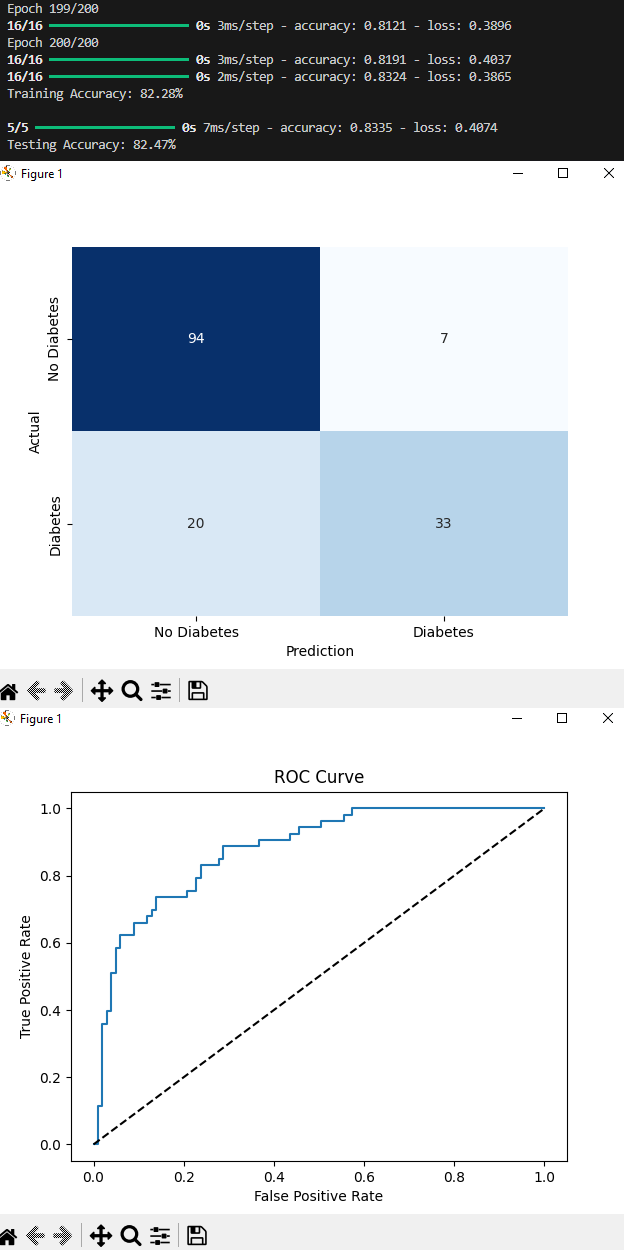 Epoch 199/200
16/16 ━━━━━━━━━━━━━━━━━━━━ 0s 3ms/step - accuracy: 0.8121 - loss: 0.3896
Epoch 200/200
16/16 ━━━━━━━━━━━━━━━━━━━━ 0s 3ms/step - accuracy: 0.8191 - loss: 0.4037
16/16 ━━━━━━━━━━━━━━━━━━━━ 0s 2ms/step - accuracy: 0.8324 - loss: 0.3865
Training Accuracy: 82.28%
5/5 ━━━━━━━━━━━━━━━━━━━━ 0s 7ms/step - accuracy: 0.8335 - loss: 0.4074
Testing Accuracy: 82.47%
Figure 1
No Diabetes
94
7
Actual
Diabetes
20
33
No Diabetes
Diabetes
Prediction
Figure 1
ROC Curve
1.0
0.8
0.6
0.4
0.2
0.0
True Positive Rate
0.0
0.2
0.4
0.6
0.8
1.0
False Positive Rate